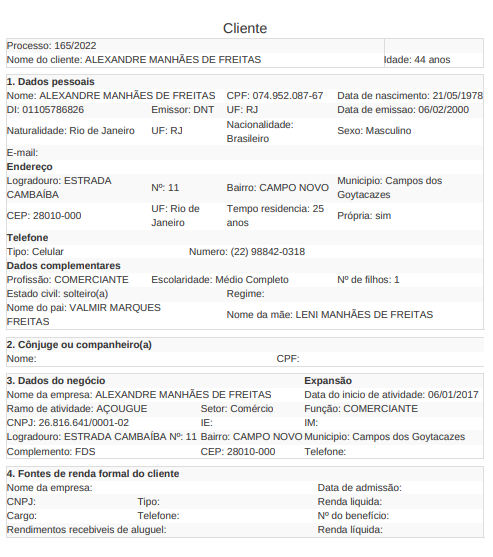 Cliente
Processo: 165/2022
Nome do cliente: ALEXANDRE MANHÃES DE FREITAS Idade: 44 anos
1. Dados pessoais
Nome: ALEXANDRE MANHÃES DE FREITAS CPF: 074.952.087-67 Data de nascimento: 21/05/1978
DI: 01105786826 Emissor: DNT UF: RJ Data de emissao: 06/02/2000
Naturalidade: Rio de Janeiro UF: RJ Nacionalidade: Brasileiro Sexo: Masculino
E-mail:
Endereço
Logradouro: ESTRADA CAMBAÍBA Nº: 11 Bairro: CAMPO NOVO Municipio: Campos dos Goytacazes
CEP: 28010-000 UF: Rio de Janeiro Tempo residencia: 25 anos Própria: sim
Telefone
Tipo: Celular Numero: (22) 98842-0318
Dados complementares
Profissão: COMERCIANTE Escolaridade: Médio Completo Nº de filhos: 1
Estado civil: solteiro(a) Regime:
Nome do pai: VALMIR MARQUES FREITAS Nome da mãe: LENI MANHÃES DE FREITAS
2. Cônjuge ou companheiro(a)
Nome: CPF:
3. Dados do negócio Expansão
Nome da empresa: ALEXANDRE MANHÃES DE FREITAS Data do inicio de atividade: 06/01/2017
Ramo de atividade: AÇOUGUE Setor: Comércio Função: COMERCIANTE
CNPJ: 26.816.641/0001-02 IE: IM:
Logradouro: ESTRADA CAMBAÍBA Nº: 11 Bairro: CAMPO NOVO Municipio: Campos dos Goytacazes
Complemento: FDS CEP: 28010-000 Telefone:
4. Fontes de renda formal do cliente
Nome da empresa: Data de admissão:
CNPJ: Tipo: Renda liquida:
Cargo: Telefone: Nº do benefício:
Rendimentos recebiveis de aluguel: Renda líquida: